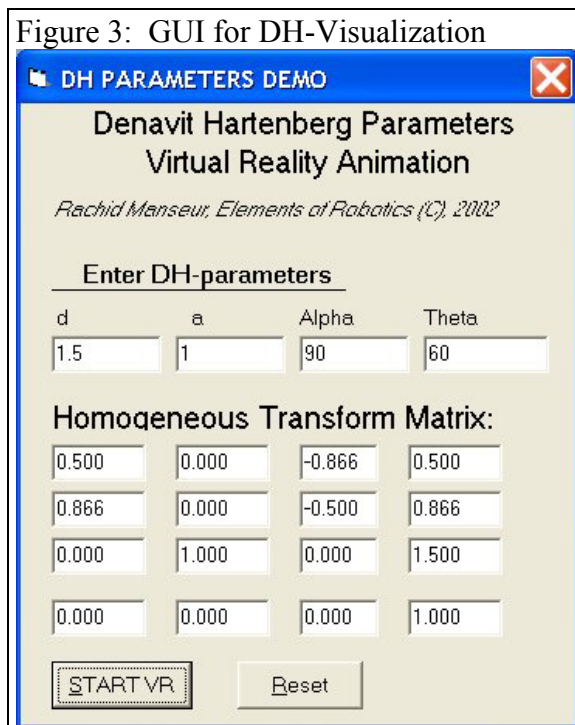 Figure 3:  GUI for DH-Visualization
DH PARAMETERS DEMO
Denavit Hartenberg Parameters
Virtual Reality Animation
Rachid Manseur, Elements of Robotics (C), 2002
Enter DH-parameters
d a Alpha Theta
1.5 1 90 60
Homogeneous Transform Matrix:
0.500 0.000 -0.866 0.500
0.866 0.000 -0.500 0.866
0.000 1.000 0.000 1.500
0.000 0.000 0.000 1.000
START VR Reset